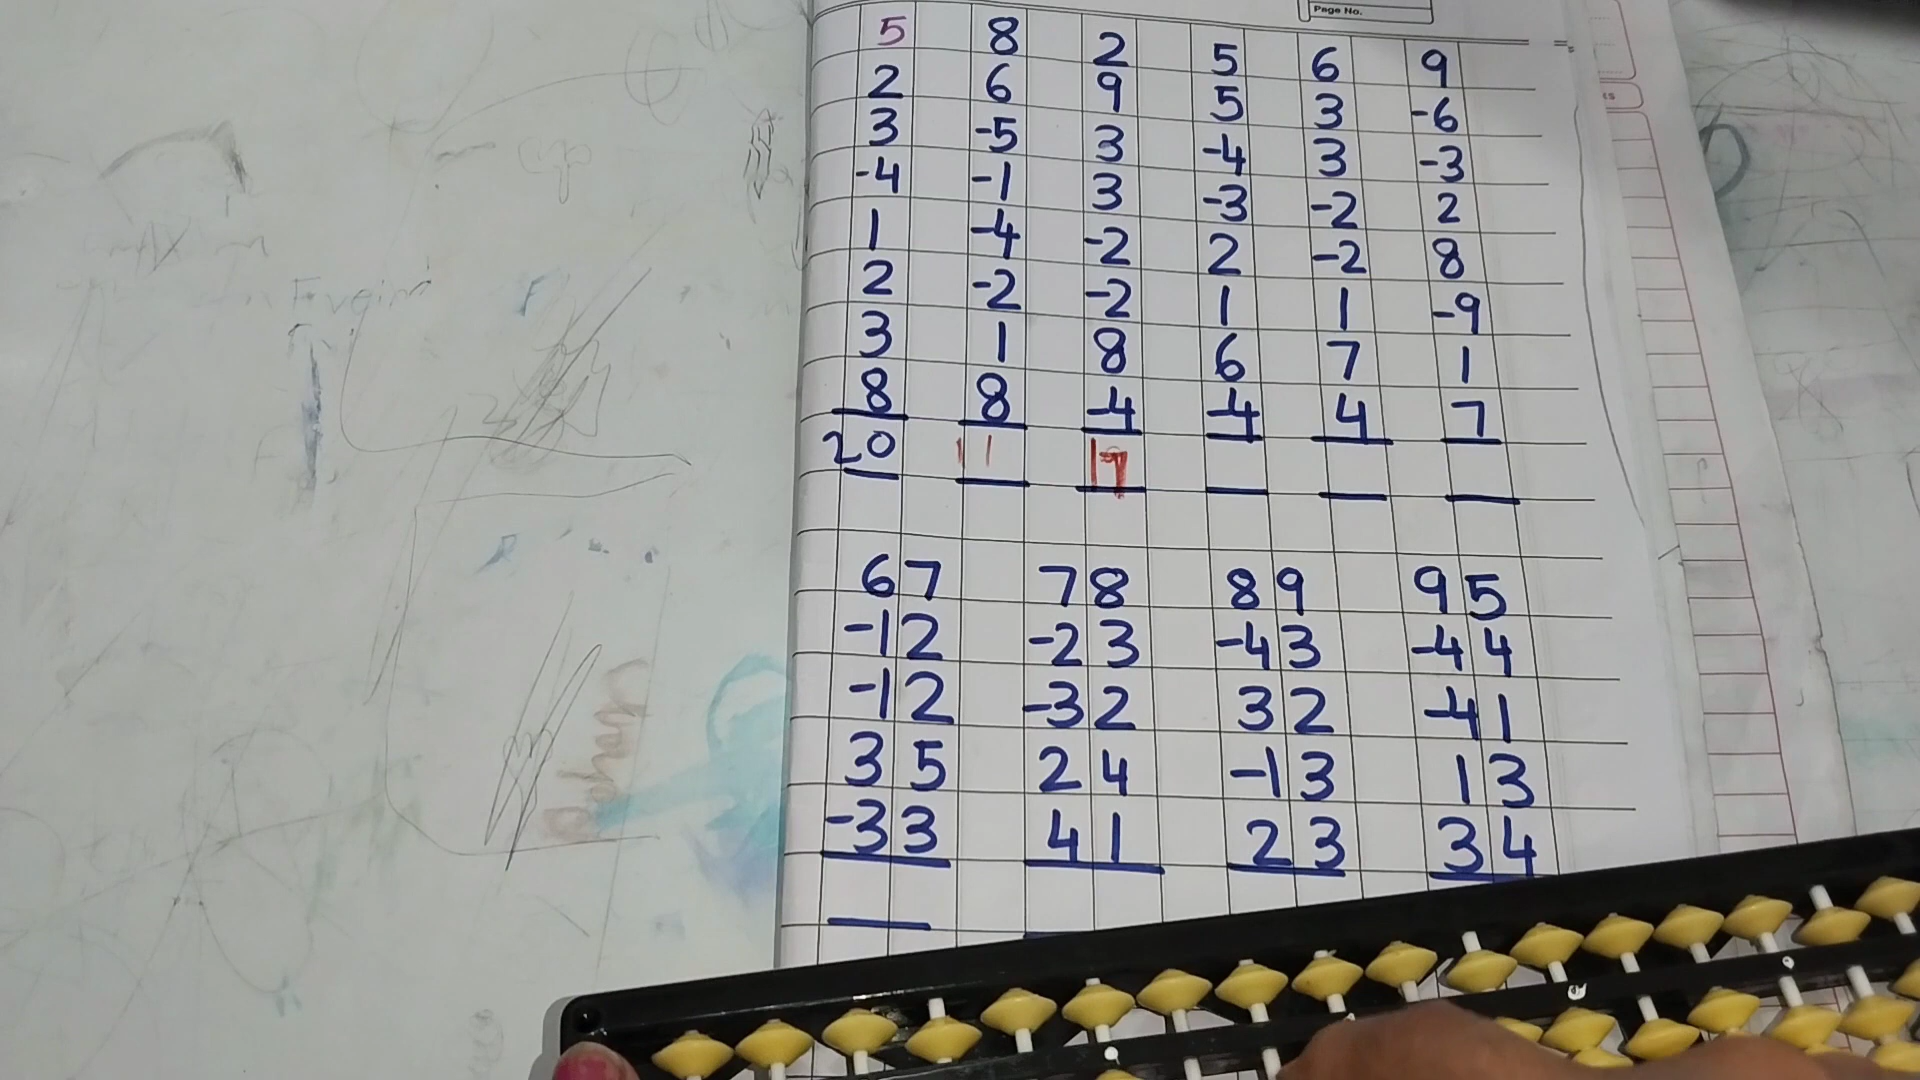 Page No.
5 8 2 5 6 9
2 6 9 5 3 -6
3 -5 3 -4 3 -3
-4 -1 3 -3 -2 2
1 -4 -2 2 -2 8
2 -2 -2 1 1 -9
3 1 8 6 7 1
8 8 -4 -4 4 7
20 11 17
67 78 89 95
-12 -23 -43 -44
-12 -32 32 -41
35 24 -13 13
-33 41 23 34